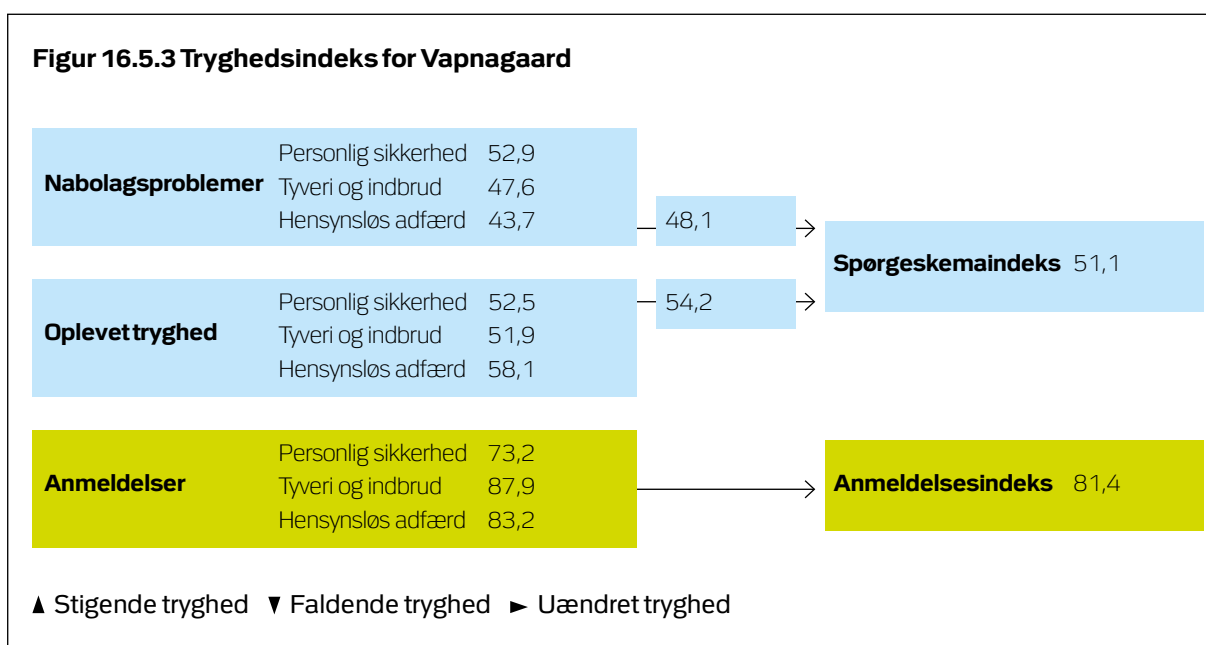 Figur 16.5.3 Tryghedsindeks for Vapnagaard
Nabolagsproblemer
Personlig sikkerhed 52,9
Tyveri og indbrud 47,6
Hensynsløs adfærd 43,7
48,1
Oplevet tryghed
Personlig sikkerhed 52,5
Tyveri og indbrud 51,9
Hensynsløs adfærd 58,1
54,2
Spørgeskemaindeks 51,1
Anmeldelser
Personlig sikkerhed 73,2
Tyveri og indbrud 87,9
Hensynsløs adfærd 83,2
Anmeldelsesindeks 81,4
▲ Stigende tryghed ▼ Faldende tryghed ► Uændret tryghed